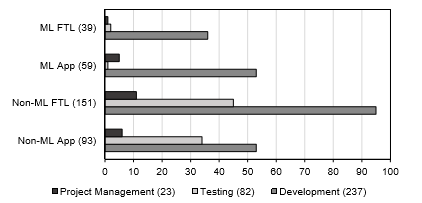 ML FTL (39)
ML App (59)
Non-ML FTL (151)
Non-ML App (93)
0 10 20 30 40 50 60 70 80 90 100
Project Management (23) Testing (82) Development (237)